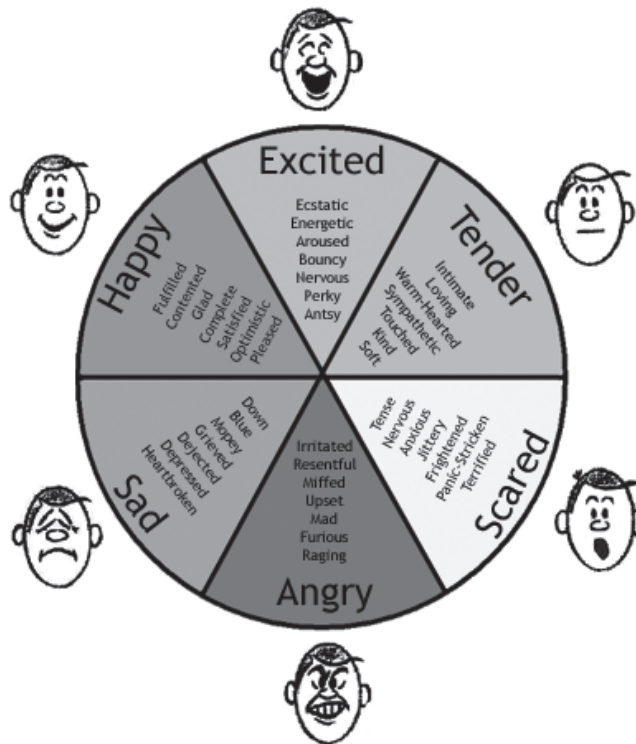 Excited
Ecstatic
Energetic
Aroused
Bouncy
Nervous
Perky
Antsy
Tender
Intimate
Loving
Warm-Hearted
Sympathetic
Touched
Kind
Soft
Scared
Tense
Nervous
Anxious
Jittery
Frightened
Panic-Stricken
Terrified
Angry
Irritated
Resentful
Miffed
Upset
Mad
Furious
Raging
Sad
Down
Blue
Mopey
Grieved
Dejected
Depressed
Heartbroken
Happy
Fulfilled
Contented
Glad
Complete
Satisfied
Optimistic
Pleased